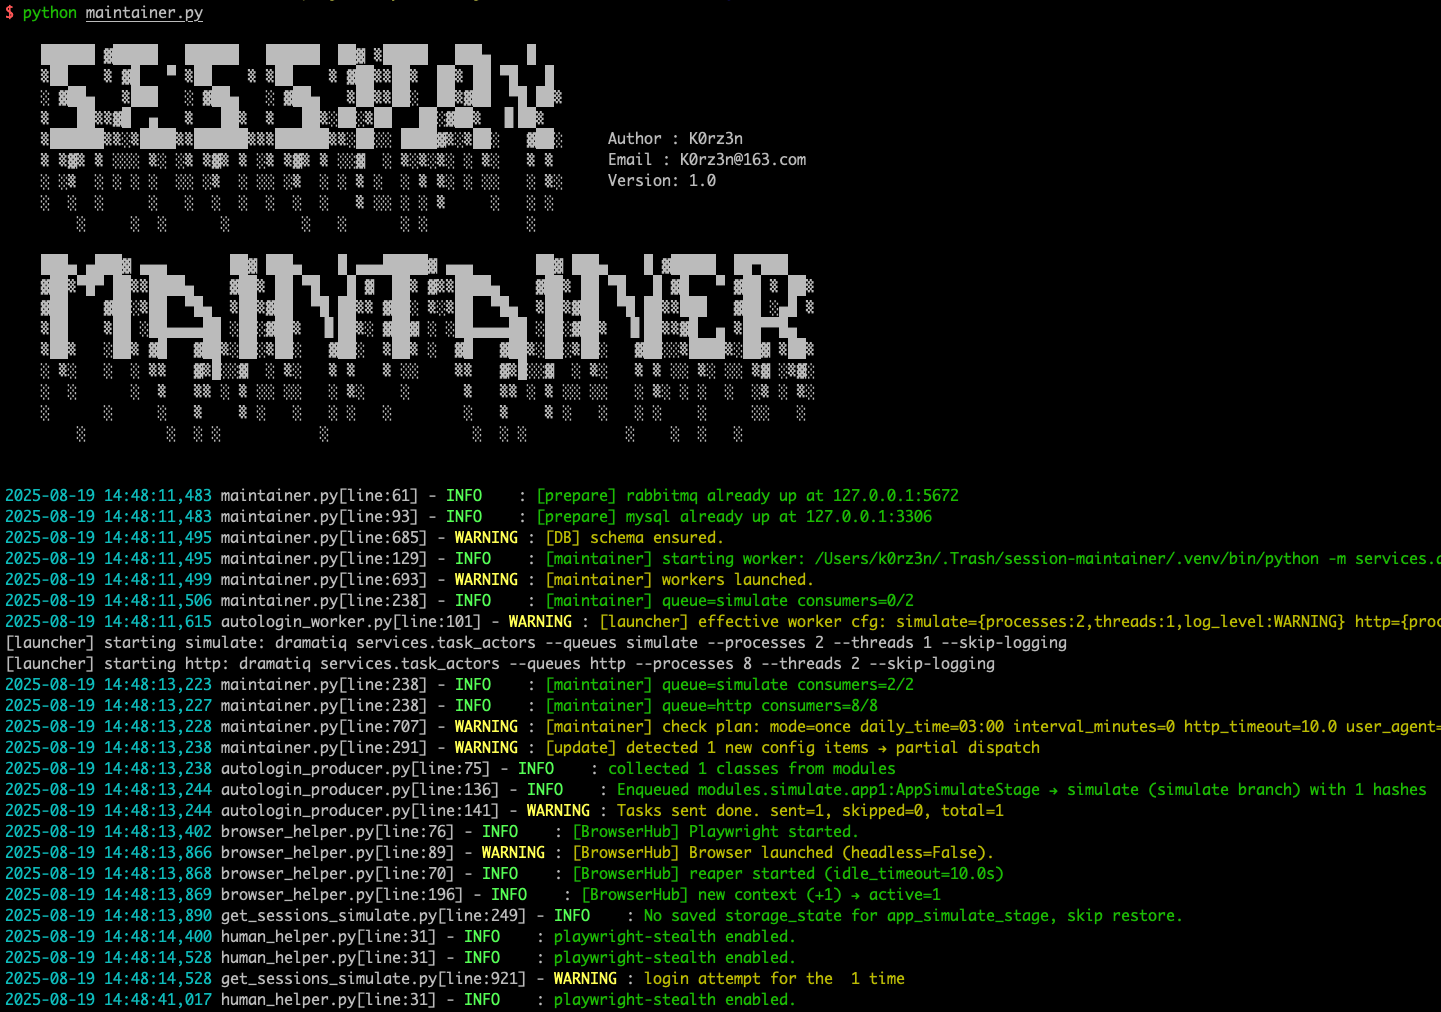 $ python maintainer.py
SESSION
Author : K0rz3n
Email : K0rz3n@163.com
Version: 1.0
MAINTAINER
2025-08-19 14:48:11,483 maintainer.py[line:61] - INFO    : [prepare] rabbitmq already up at 127.0.0.1:5672
2025-08-19 14:48:11,483 maintainer.py[line:93] - INFO    : [prepare] mysql already up at 127.0.0.1:3306
2025-08-19 14:48:11,495 maintainer.py[line:685] - WARNING : [DB] schema ensured.
2025-08-19 14:48:11,495 maintainer.py[line:129] - INFO    : [maintainer] starting worker: /Users/k0rz3n/.Trash/session-maintainer/.venv/bin/python -m services.
2025-08-19 14:48:11,499 maintainer.py[line:693] - WARNING : [maintainer] workers launched.
2025-08-19 14:48:11,506 maintainer.py[line:238] - INFO    : [maintainer] queue=simulate consumers=0/2
2025-08-19 14:48:11,615 autologin_worker.py[line:101] - WARNING : [launcher] effective worker cfg: simulate={processes:2,threads:1,log_level:WARNING} http={proc
[launcher] starting simulate: dramatiq services.task_actors --queues simulate --processes 2 --threads 1 --skip-logging
[launcher] starting http: dramatiq services.task_actors --queues http --processes 8 --threads 2 --skip-logging
2025-08-19 14:48:13,223 maintainer.py[line:238] - INFO    : [maintainer] queue=simulate consumers=2/2
2025-08-19 14:48:13,227 maintainer.py[line:238] - INFO    : [maintainer] queue=http consumers=8/8
2025-08-19 14:48:13,228 maintainer.py[line:707] - WARNING : [maintainer] check plan: mode=once daily_time=03:00 interval_minutes=0 http_timeout=10.0 user_agent=
2025-08-19 14:48:13,238 maintainer.py[line:291] - WARNING : [update] detected 1 new config items → partial dispatch
2025-08-19 14:48:13,238 autologin_producer.py[line:75] - INFO    : collected 1 classes from modules
2025-08-19 14:48:13,244 autologin_producer.py[line:136] - INFO    : Enqueued modules.simulate.app1:AppSimulateStage → simulate (simulate branch) with 1 hashes
2025-08-19 14:48:13,244 autologin_producer.py[line:141] - WARNING : Tasks sent done. sent=1, skipped=0, total=1
2025-08-19 14:48:13,402 browser_helper.py[line:76] - INFO    : [BrowserHub] Playwright started.
2025-08-19 14:48:13,866 browser_helper.py[line:89] - WARNING : [BrowserHub] Browser launched (headless=False).
2025-08-19 14:48:13,868 browser_helper.py[line:70] - INFO    : [BrowserHub] reaper started (idle_timeout=10.0s)
2025-08-19 14:48:13,869 browser_helper.py[line:196] - INFO    : [BrowserHub] new context (+1) → active=1
2025-08-19 14:48:13,890 get_sessions_simulate.py[line:249] - INFO    : No saved storage_state for app_simulate_stage, skip restore.
2025-08-19 14:48:14,400 human_helper.py[line:31] - INFO    : playwright-stealth enabled.
2025-08-19 14:48:14,528 human_helper.py[line:31] - INFO    : playwright-stealth enabled.
2025-08-19 14:48:14,528 get_sessions_simulate.py[line:921] - WARNING : login attempt for the  1 time
2025-08-19 14:48:41,017 human_helper.py[line:31] - INFO    : playwright-stealth enabled.